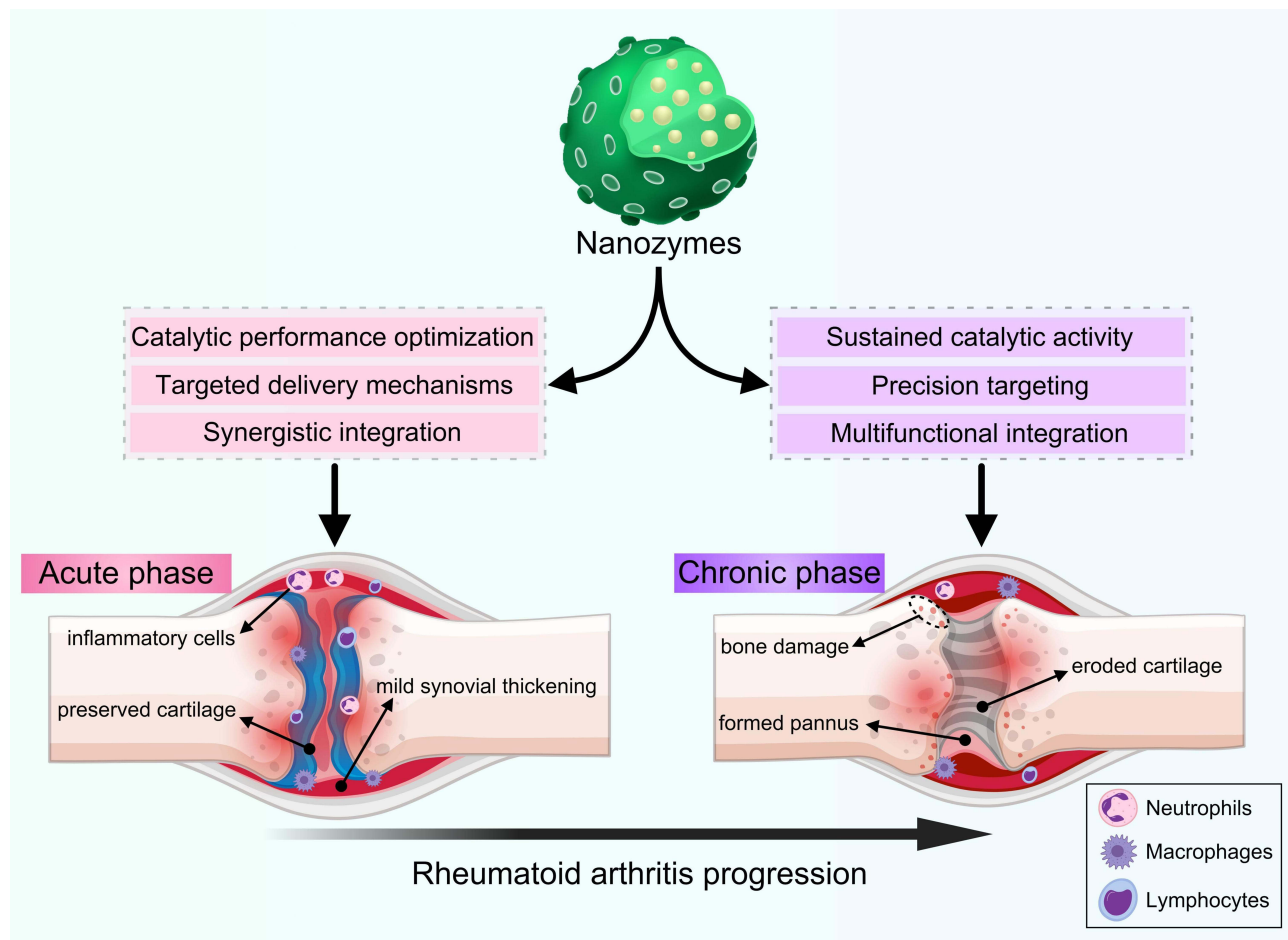 Nanozymes
Catalytic performance optimization
Targeted delivery mechanisms
Synergistic integration
Sustained catalytic activity
Precision targeting
Multifunctional integration
Acute phase
inflammatory cells
preserved cartilage
mild synovial thickening
Chronic phase
bone damage
eroded cartilage
formed pannus
Neutrophils
Macrophages
Lymphocytes
Rheumatoid arthritis progression